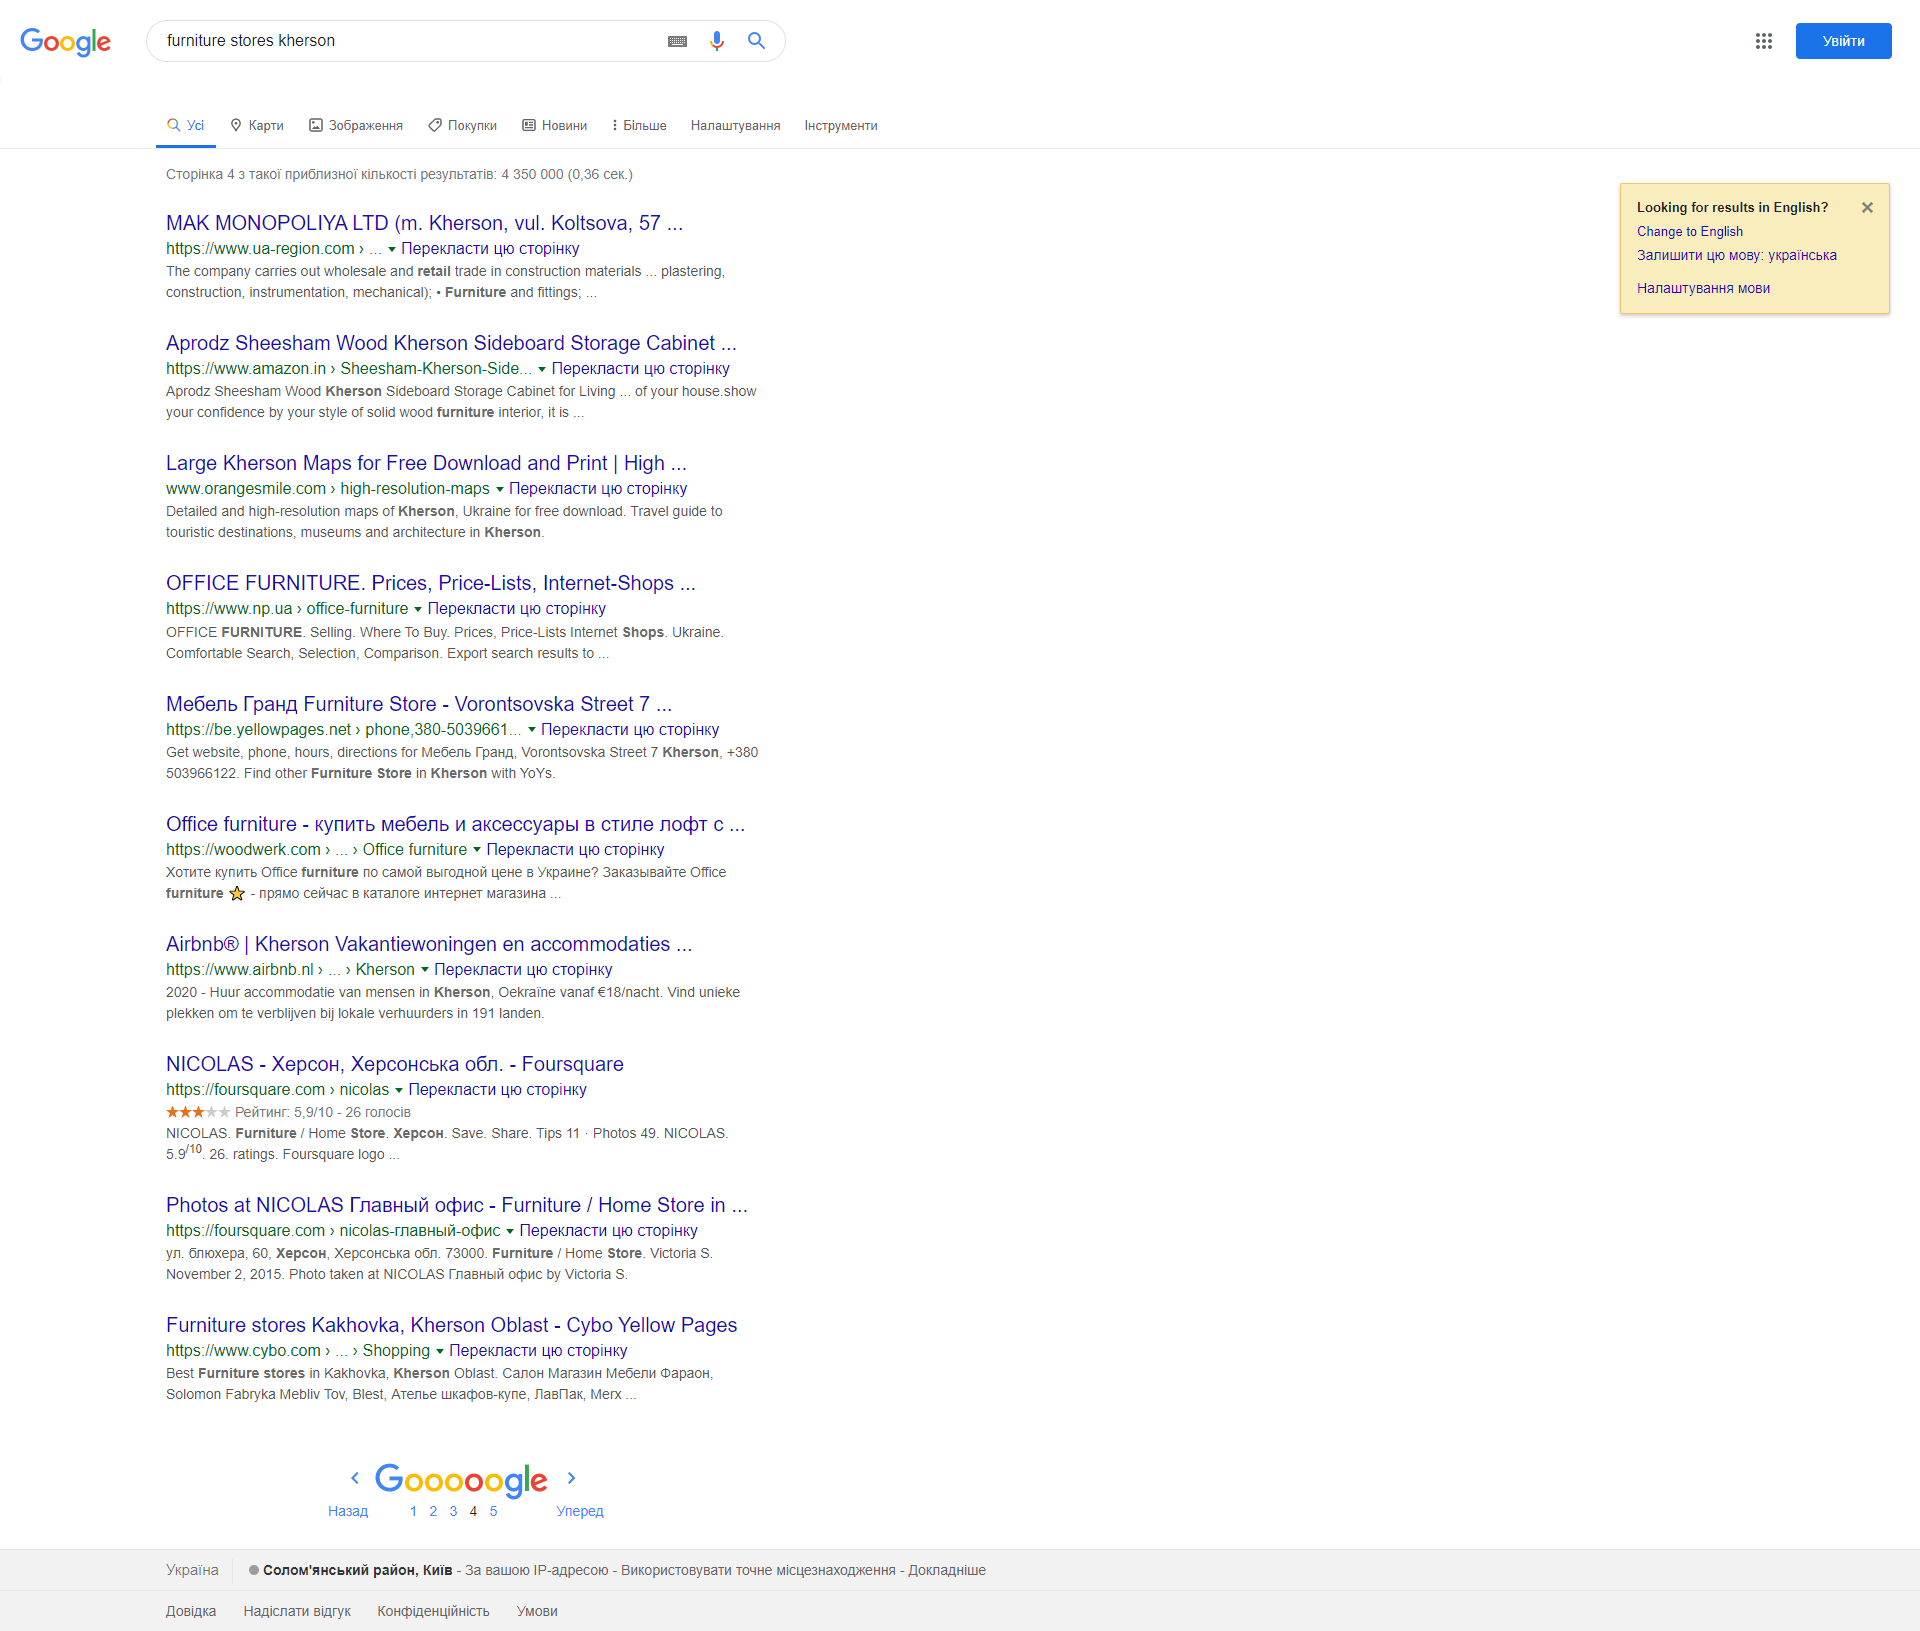 Google
furniture stores kherson
Увійти
Усі
Карти
Зображення
Покупки
Новини
Більше
Налаштування
Інструменти
Сторінка 4 з такої приблизної кількості результатів: 4 350 000 (0,36 сек.)
Looking for results in English?
Change to English
Залишити цю мову: українська
Налаштування мови
MAK MONOPOLIYA LTD (m. Kherson, vul. Koltsova, 57 ...
https://www.ua-region.com › ... Перекласти цю сторінку
The company carries out wholesale and retail trade in construction materials ... plastering,
construction, instrumentation, mechanical); • Furniture and fittings; ...
Aprodz Sheesham Wood Kherson Sideboard Storage Cabinet ...
https://www.amazon.in › Sheesham-Kherson-Side... Перекласти цю сторінку
Aprodz Sheesham Wood Kherson Sideboard Storage Cabinet for Living ... of your house.show
your confidence by your style of solid wood furniture interior, it is ...
Large Kherson Maps for Free Download and Print | High ...
www.orangesmile.com › high-resolution-maps Перекласти цю сторінку
Detailed and high-resolution maps of Kherson, Ukraine for free download. Travel guide to
touristic destinations, museums and architecture in Kherson.
OFFICE FURNITURE. Prices, Price-Lists, Internet-Shops ...
https://www.np.ua › office-furniture Перекласти цю сторінку
OFFICE FURNITURE. Selling. Where To Buy. Prices, Price-Lists Internet Shops. Ukraine.
Comfortable Search, Selection, Comparison. Export search results to ...
Мебель Гранд Furniture Store - Vorontsovska Street 7 ...
https://be.yellowpages.net › phone,380-5039661... Перекласти цю сторінку
Get website, phone, hours, directions for Мебель Гранд, Vorontsovska Street 7 Kherson, +380
503966122. Find other Furniture Store in Kherson with YoYs.
Office furniture - купить мебель и аксессуары в стиле лофт с ...
https://woodwerk.com › ... › Office furniture Перекласти цю сторінку
Хотите купить Office furniture по самой выгодной цене в Украине? Заказывайте Office
furniture ⭐ - прямо сейчас в каталоге интернет магазина ...
Airbnb® | Kherson Vakantiewoningen en accommodaties ...
https://www.airbnb.nl › ... › Kherson Перекласти цю сторінку
2020 - Huur accommodatie van mensen in Kherson, Oekraïne vanaf €18/nacht. Vind unieke
plekken om te verblijven bij lokale verhuurders in 191 landen.
NICOLAS - Херсон, Херсонська обл. - Foursquare
https://foursquare.com › nicolas Перекласти цю сторінку
Рейтинг: 5,9/10 - 26 голосів
NICOLAS. Furniture / Home Store. Херсон. Save. Share. Tips 11 · Photos 49. NICOLAS.
5.9/10. 26. ratings. Foursquare logo ...
Photos at NICOLAS Главный офис - Furniture / Home Store in ...
https://foursquare.com › nicolas-главный-офис Перекласти цю сторінку
ул. блюхера, 60, Херсон, Херсонська обл. 73000. Furniture / Home Store. Victoria S.
November 2, 2015. Photo taken at NICOLAS Главный офис by Victoria S.
Furniture stores Kakhovka, Kherson Oblast - Cybo Yellow Pages
https://www.cybo.com › ... › Shopping Перекласти цю сторінку
Best Furniture stores in Kakhovka, Kherson Oblast. Салон Магазин Мебели Фараон,
Solomon Fabryka Mebliv Tov, Blest, Ателье шкафов-купе, ЛавПак, Merx ...
Gooooogle
Назад 1 2 3 4 5 Уперед
Україна
Солом'янський район, Київ - За вашою IP-адресою - Використовувати точне місцезнаходження - Докладніше
Довідка Надіслати відгук Конфіденційність Умови